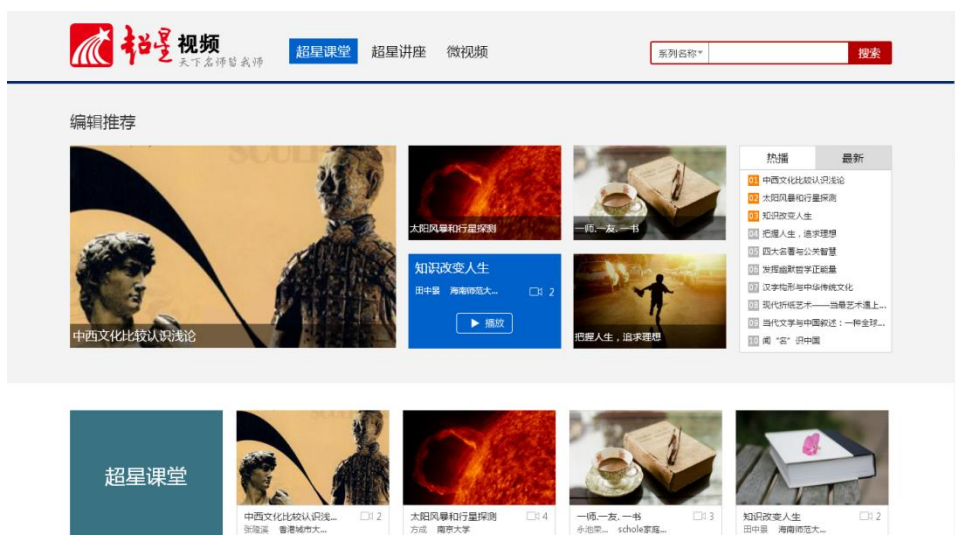 超星 视频
天下名师皆我师
超星课堂 超星讲座 微视频
系列名称 搜索
编辑推荐
中西文化比较认识浅论
太阳风暴和行星探测
一师.一友.一书
知识改变人生
田中景 海南师范大... 2
播放
把握人生，追求理想
热播 最新
01 中西文化比较认识浅论
02 太阳风暴和行星探测
03 知识改变人生
04 把握人生，追求理想
05 四大名著与公关智慧
06 发挥幽默哲学正能量
07 汉字构形与中华传统文化
08 现代折纸艺术——当最艺术遇上...
09 当代文学与中国叙述：一种全球...
10 闻“名”识中国
超星课堂
中西文化比较认识浅... 2
张隆溪 香港城市大...
太阳风暴和行星探测 4
方成 南京大学
一师.一友.一书 3
schole家庭...
知识改变人生 2
田中景 海南师范大...